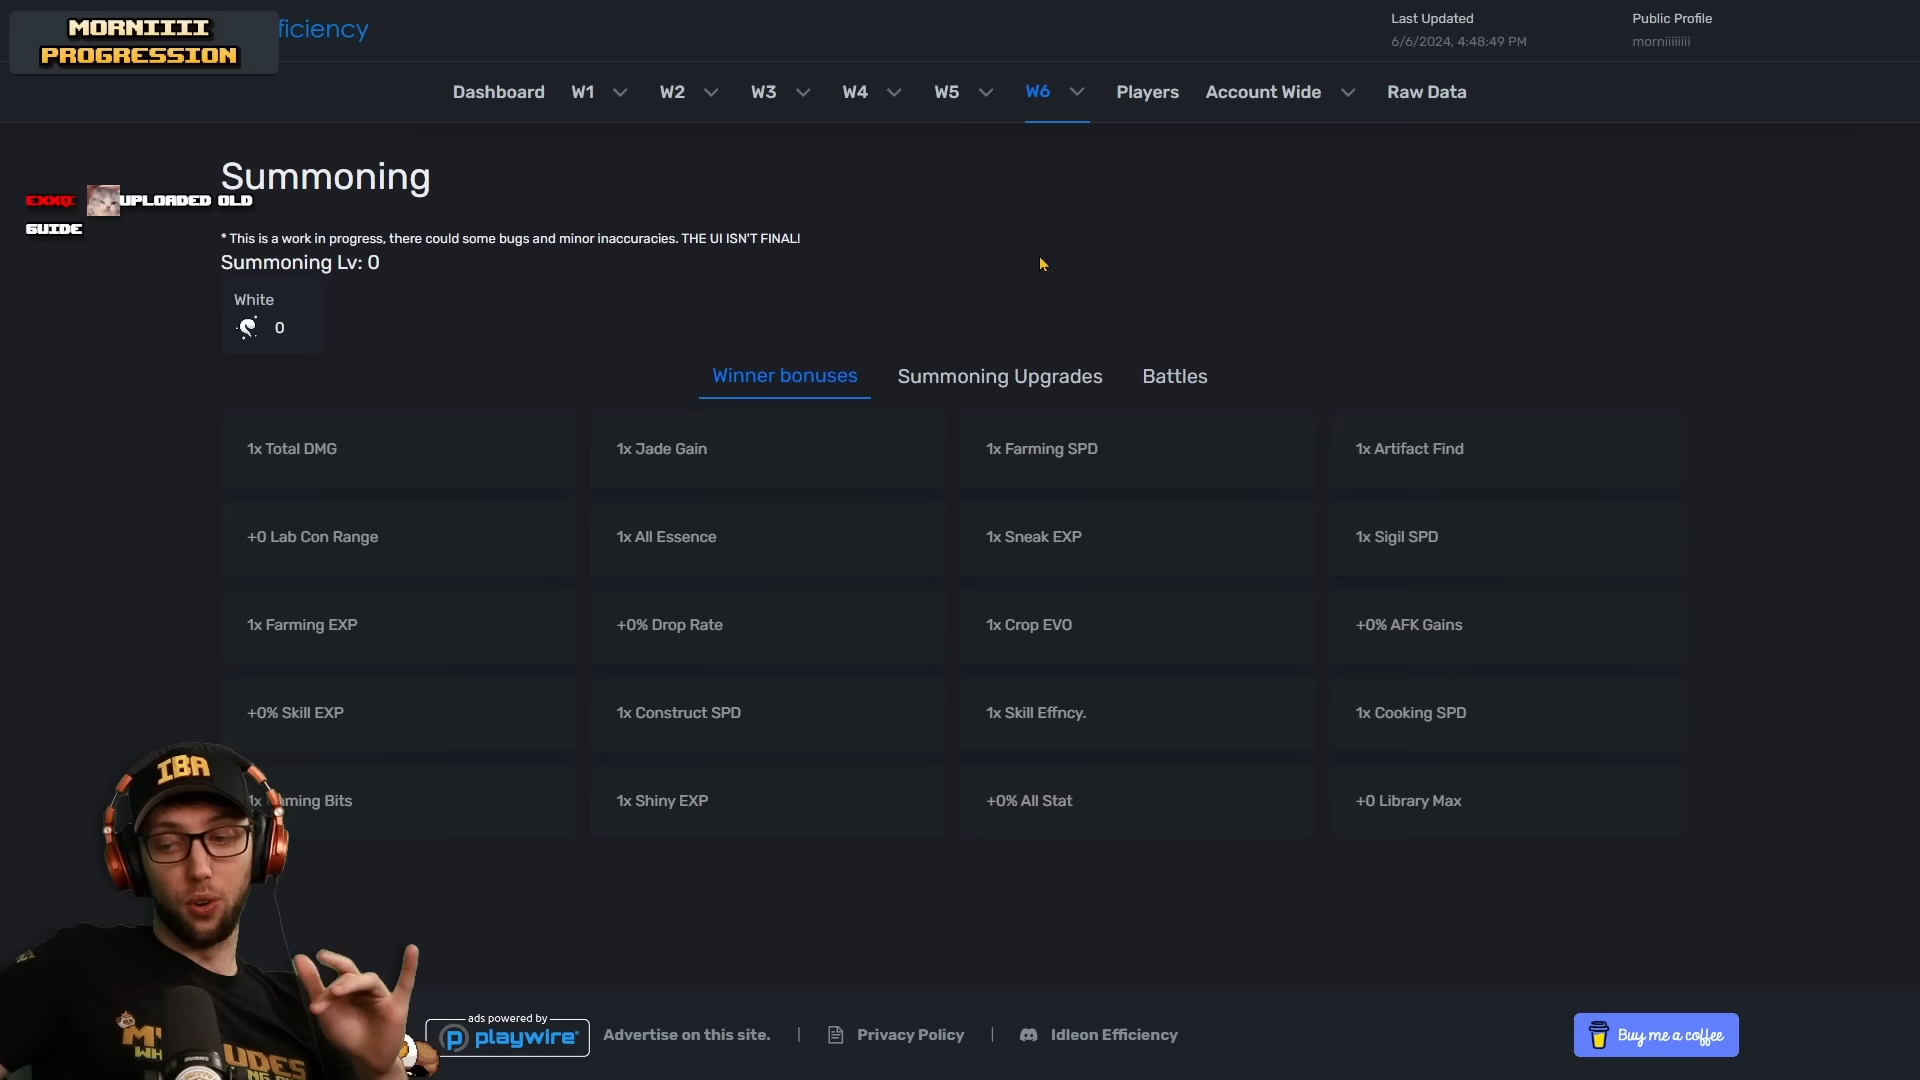 MORNIIII
PROGRESSION
ficiency
Last Updated
6/6/2024, 4:48:49 PM
Public Profile
morniiiiiiii
Dashboard W1 W2 W3 W4 W5 W6 Players Account Wide Raw Data
Summoning
EXXQ: UPLOADED OLD
GUIDE
* This is a work in progress, there could some bugs and minor inaccuracies. THE UI ISN'T FINAL!
Summoning Lv: 0
White
0
Winner bonuses Summoning Upgrades Battles
1x Total DMG 1x Jade Gain 1x Farming SPD 1x Artifact Find
+0 Lab Con Range 1x All Essence 1x Sneak EXP 1x Sigil SPD
1x Farming EXP +0% Drop Rate 1x Crop EVO +0% AFK Gains
+0% Skill EXP 1x Construct SPD 1x Skill Effncy. 1x Cooking SPD
1x ming Bits 1x Shiny EXP +0% All Stat +0 Library Max
IBA
ads powered by
playwire
Advertise on this site. | Privacy Policy | Idleon Efficiency
Buy me a coffee